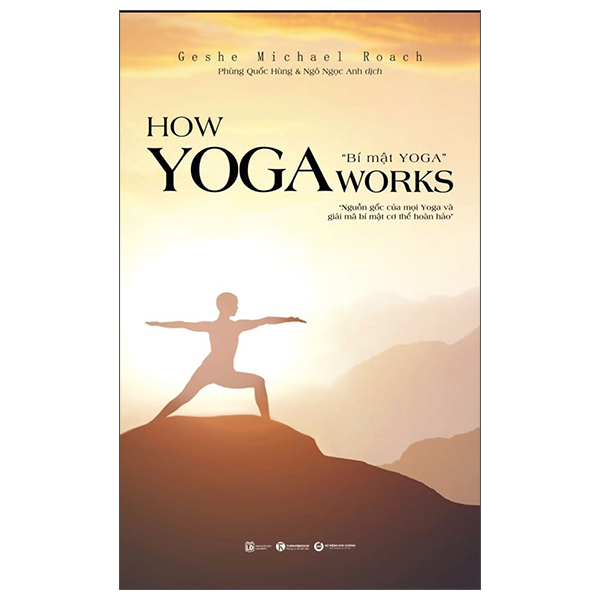 Geshe Michael Roach
Phùng Quốc Hùng & Ngô Ngọc Anh dịch
HOW
"Bí mật YOGA"
YOGA WORKS
"Nguồn gốc của mọi Yoga và
giải mã bí mật cơ thể hoàn hảo"